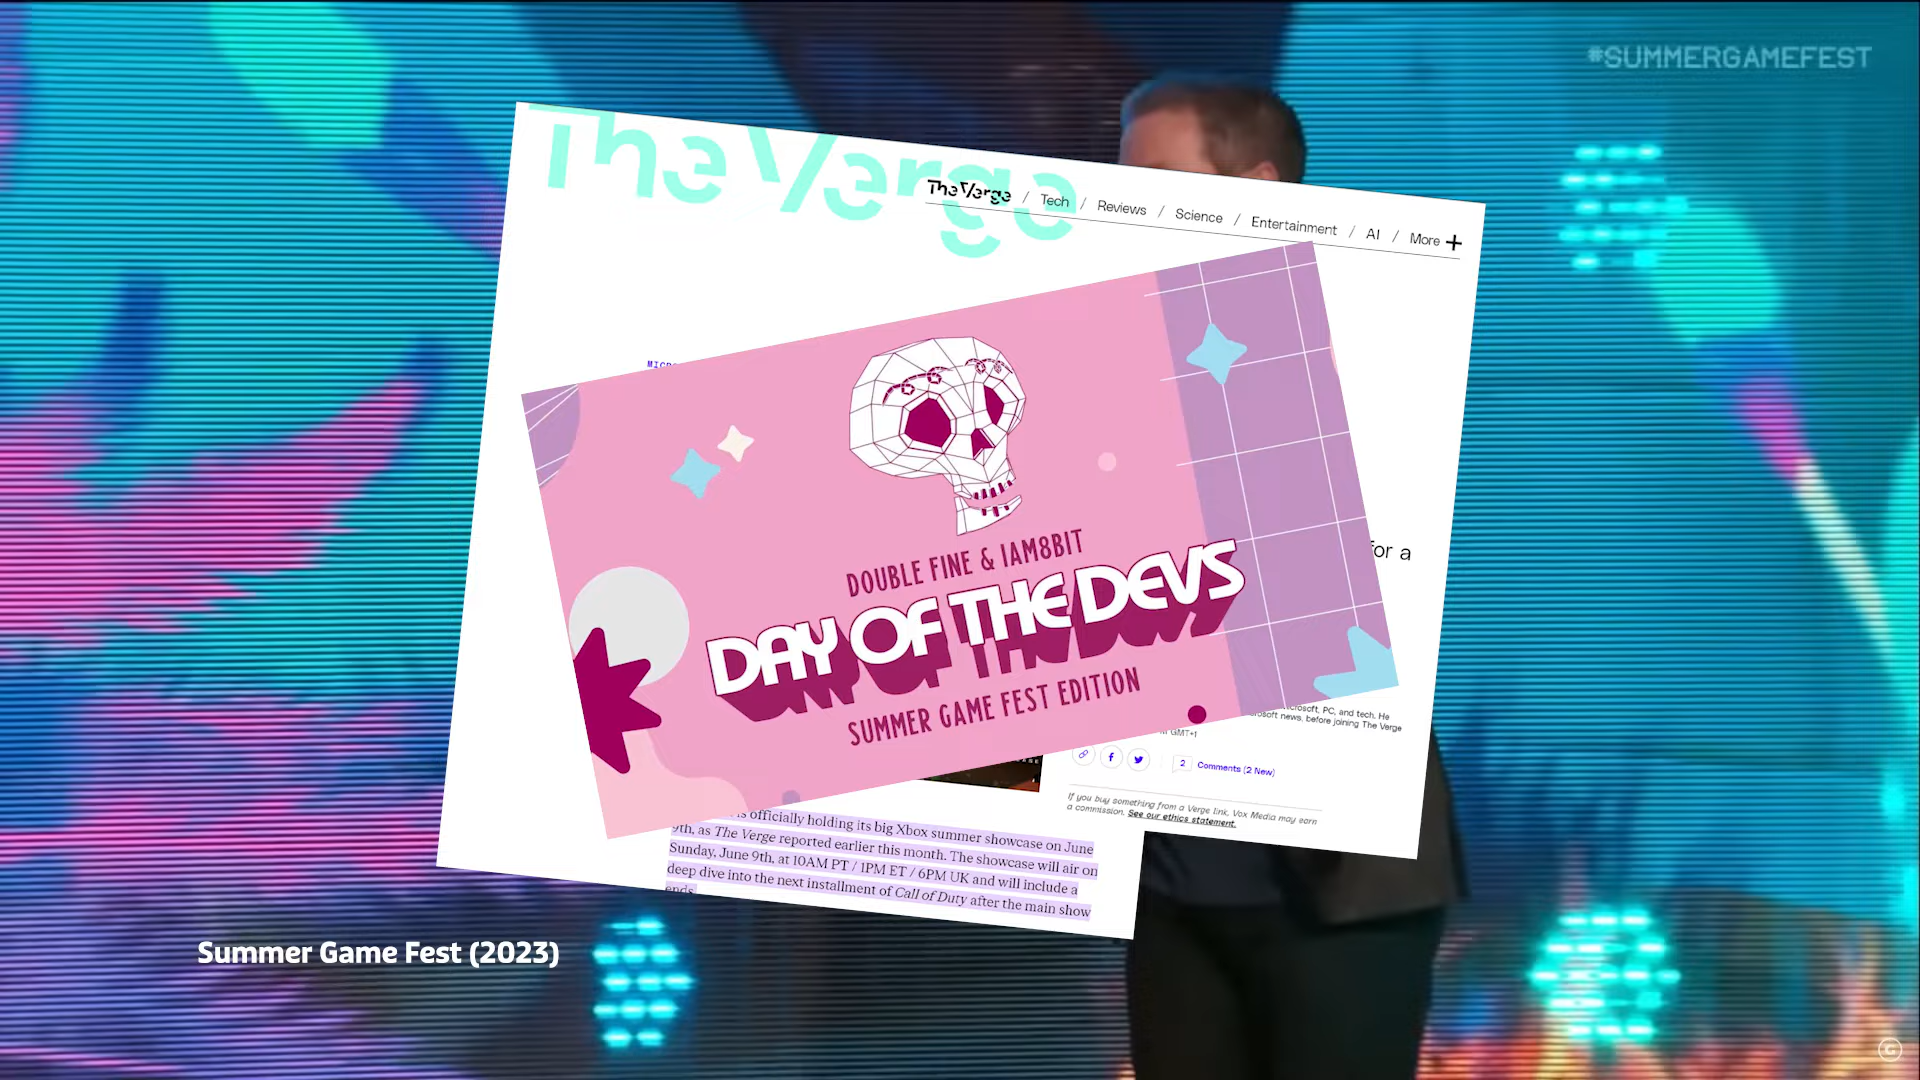 #SUMMERGAMEFEST
The Verge
The Verge / Tech / Reviews / Science / Entertainment / AI / More +
for a
DOUBLE FINE & IAM8BIT
DAY OF THE DEVS
SUMMER GAME FEST EDITION
PC, and tech. He
news, before joining The Verge
GMT+1
2 Comments (2 New)
If you buy something from a Verge link, Vox Media may earn
a commission. See our ethics statement.
is officially holding its big Xbox summer showcase on June
9th, as The Verge reported earlier this month. The showcase will air on
Sunday, June 9th, at 10AM PT / 1PM ET / 6PM UK and will include a
deep dive into the next installment of Call of Duty after the main show
ends.
Summer Game Fest (2023)